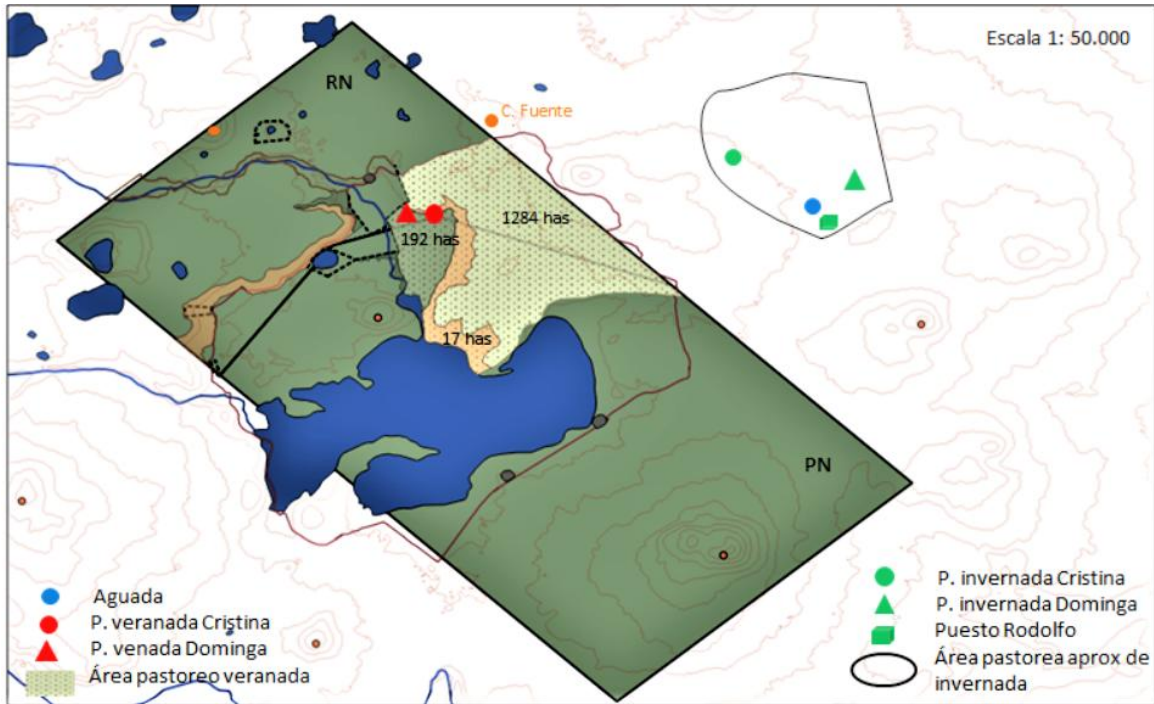 Escala 1: 50.000
RN
C. Fuente
1284 has
192 has
17 has
PN
Aguada
P. veranada Cristina
P. venada Dominga
Área pastoreo veranada
P. invernada Cristina
P. invernada Dominga
Puesto Rodolfo
Área pastorea aprox de
invernada